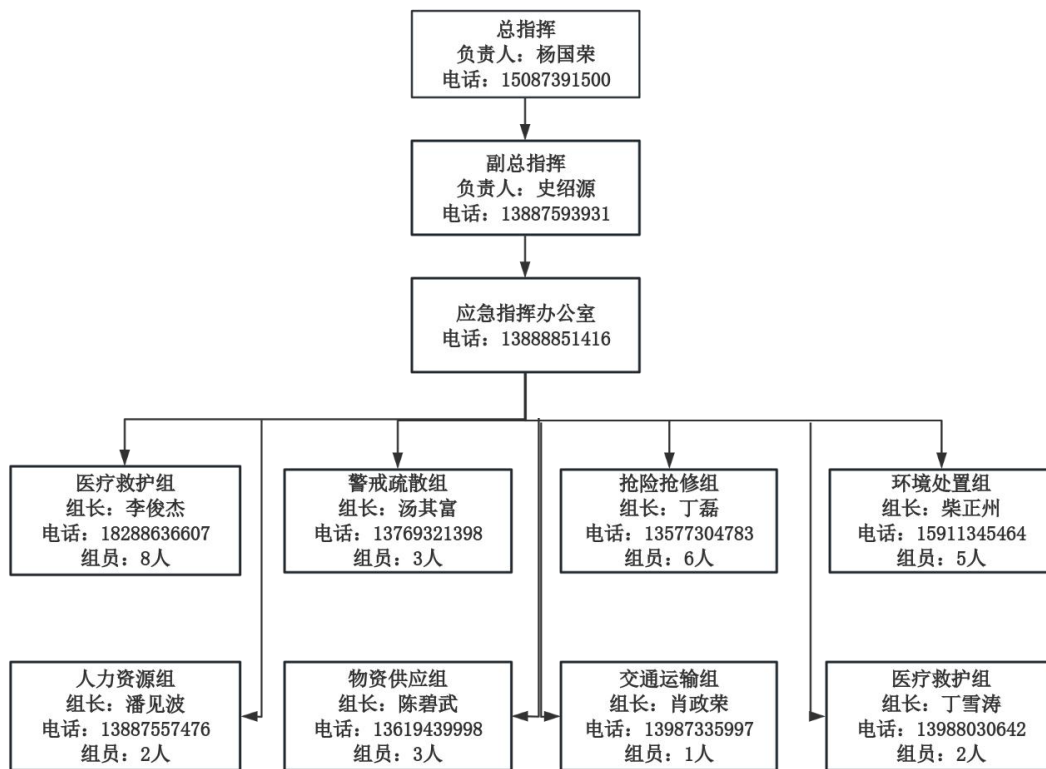 总指挥
负责人：杨国荣
电话：15087391500
副总指挥
负责人：史绍源
电话：13887593931
应急指挥办公室
电话：13888851416
医疗救护组
组长：李俊杰
电话：18288636607
组员：8人
警戒疏散组
组长：汤其富
电话：13769321398
组员：3人
抢险抢修组
组长：丁磊
电话：13577304783
组员：6人
环境处置组
组长：柴正州
电话：15911345464
组员：5人
人力资源组
组长：潘见波
电话：13887557476
组员：2人
物资供应组
组长：陈碧武
电话：13619439998
组员：3人
交通运输组
组长：肖政荣
电话：13987335997
组员：1人
医疗救护组
组长：丁雪涛
电话：13988030642
组员：2人